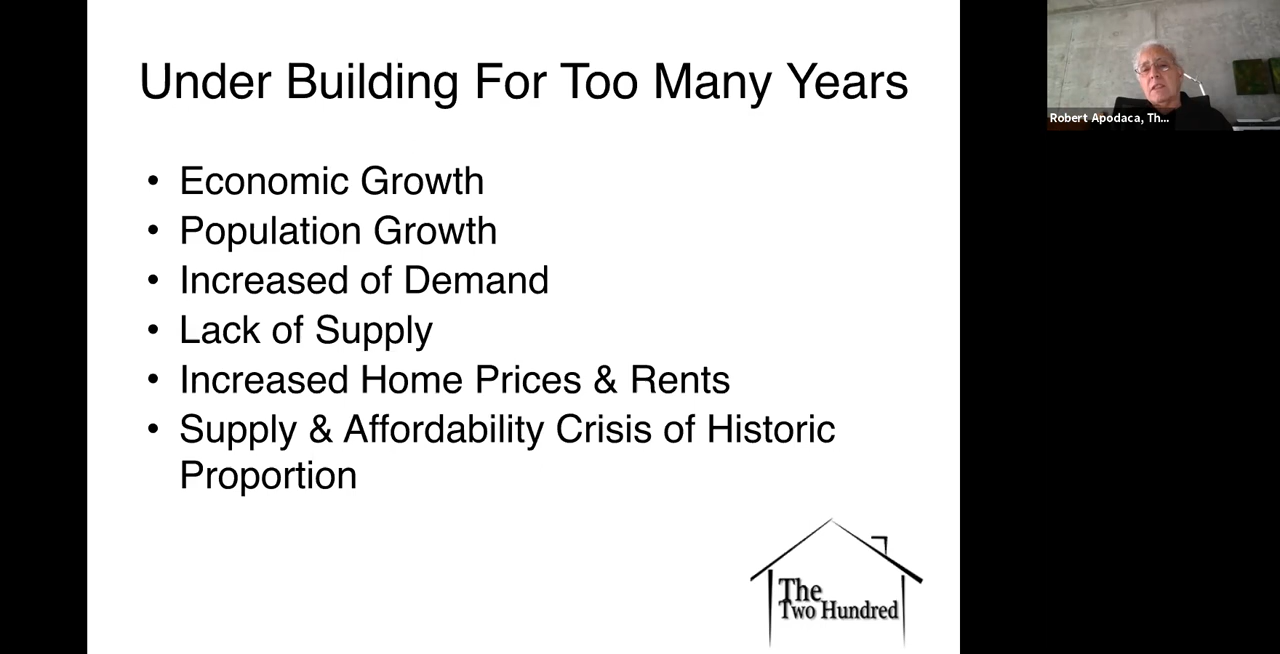 Under Building For Too Many Years
• Economic Growth
• Population Growth
• Increased of Demand
• Lack of Supply
• Increased Home Prices & Rents
• Supply & Affordability Crisis of Historic
Proportion
The
Two Hundred
Robert Apodaca, Th...